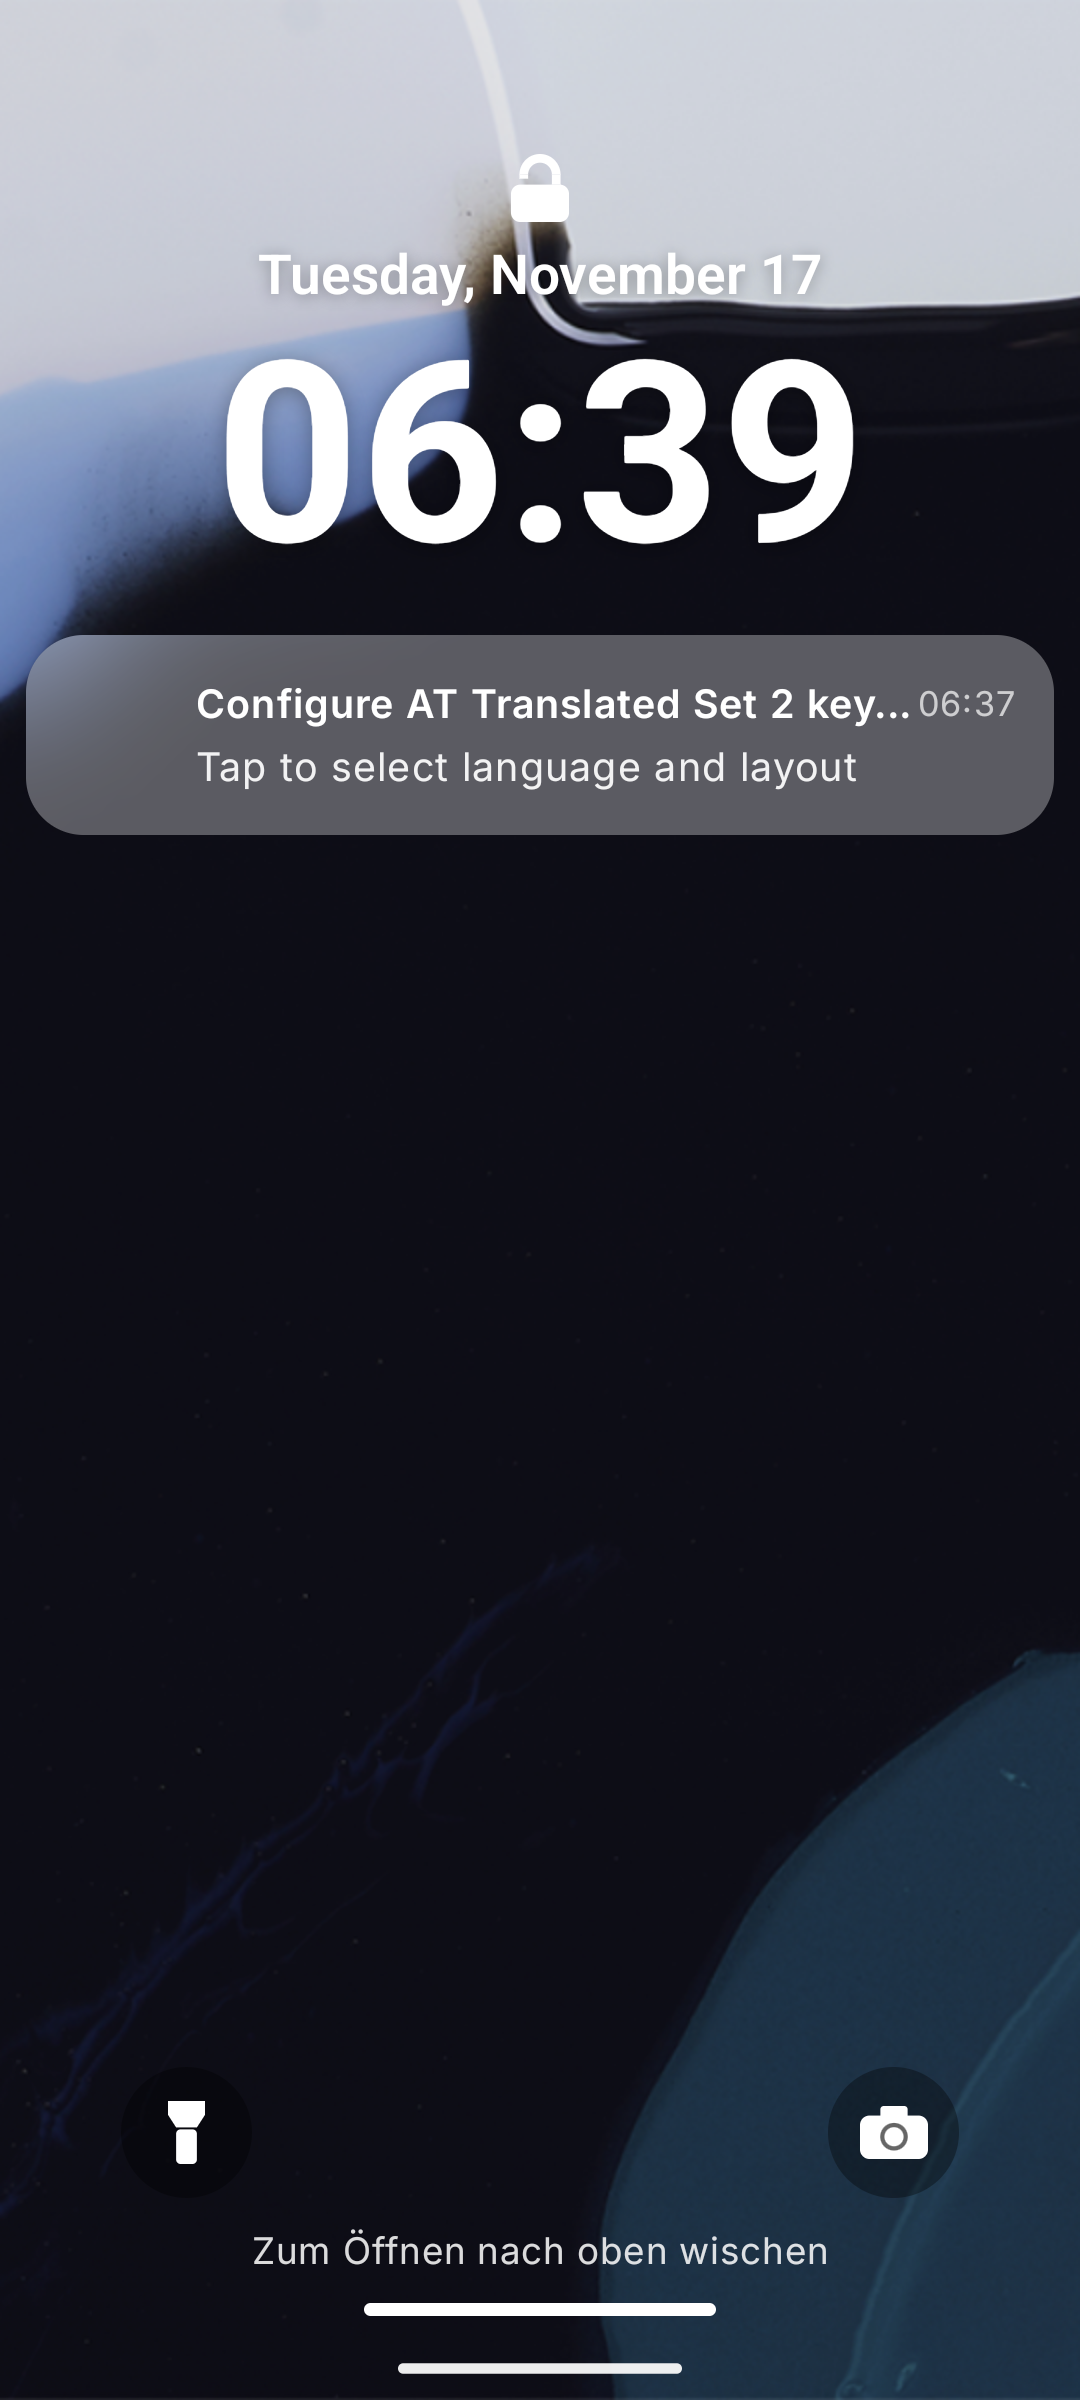 Tuesday, November 17
06:39
Configure AT Translated Set 2 key... 06:37
Tap to select language and layout
Zum Öffnen nach oben wischen